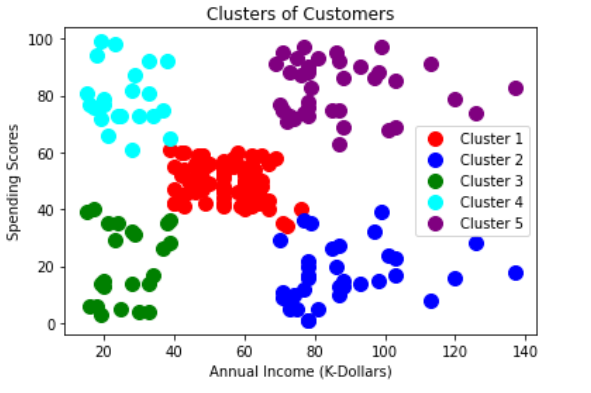 Clusters of Customers
100
80
60
40
20
0
Spending Scores
Cluster 1
Cluster 2
Cluster 3
Cluster 4
Cluster 5
20 40 60 80 100 120 140
Annual Income (K-Dollars)